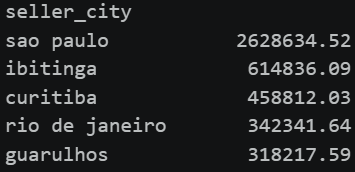 seller_city
sao paulo 2628634.52
ibitinga 614836.09
curitiba 458812.03
rio de janeiro 342341.64
guarulhos 318217.59